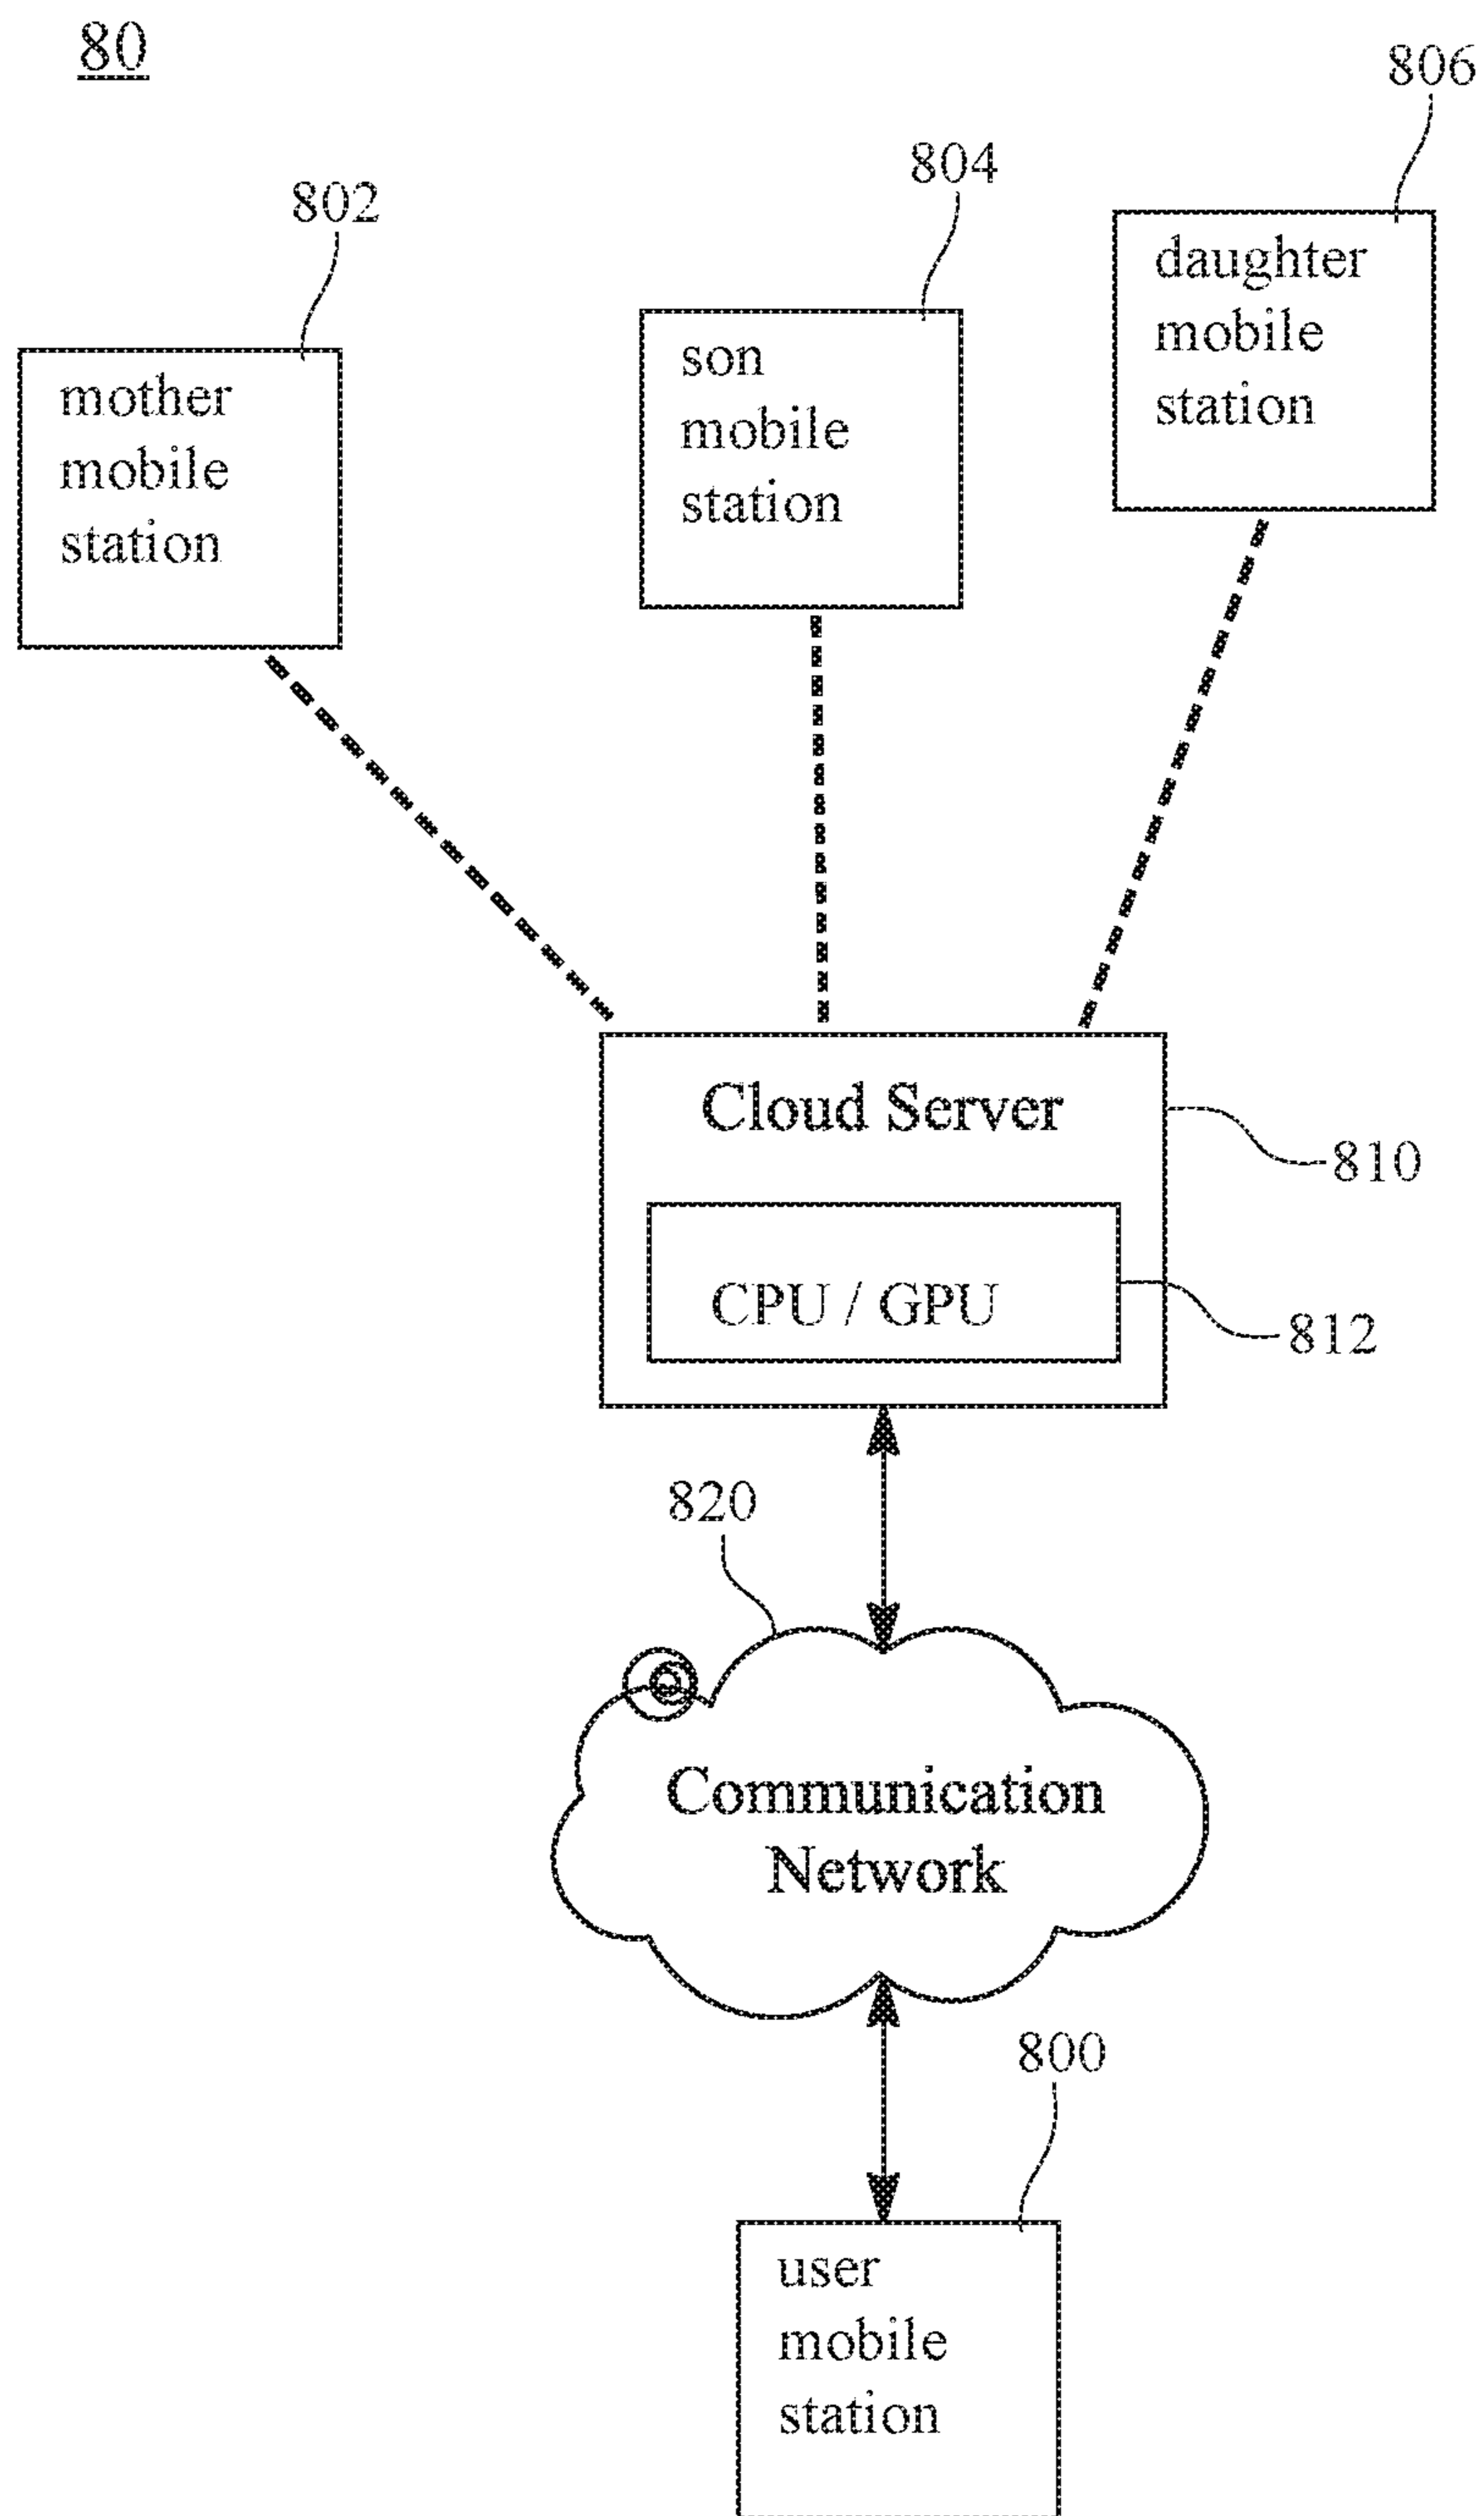 80
806
804
802
daughter
mobile
station
son
mobile
station
mother
mobile
station
Cloud Server
810
CPU / GPU
812
820
Communication
Network
800
user
mobile
station